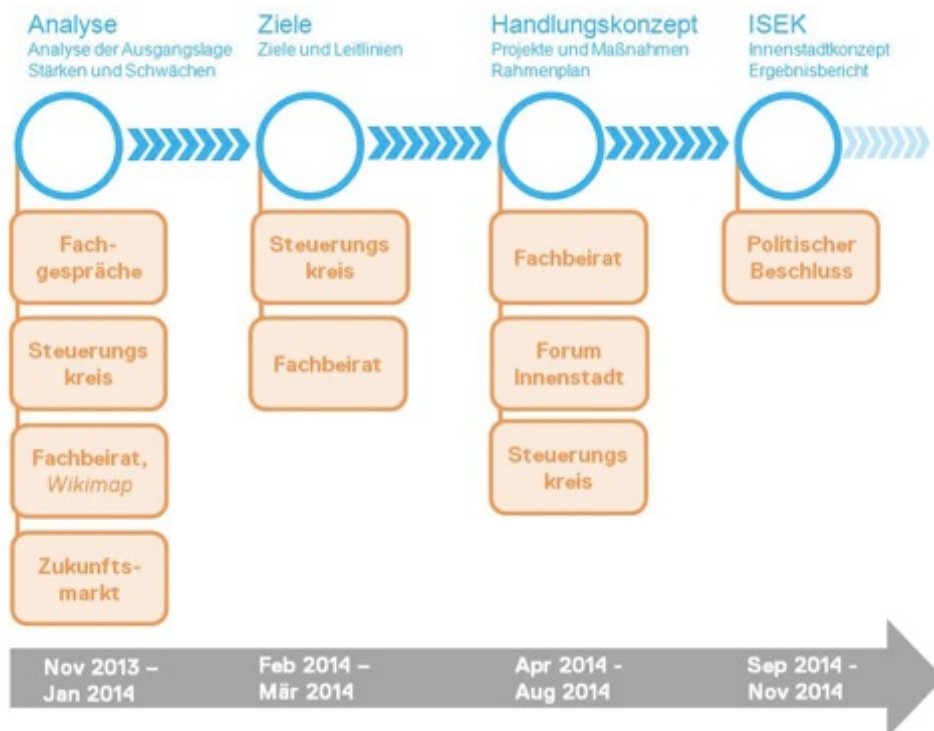 Analyse
Analyse der Ausgangslage
Stärken und Schwächen
Ziele
Ziele und Leitlinien
Handlungskonzept
Projekte und Maßnahmen
Rahmenplan
ISEK
Innenstadtkonzept
Ergebnisbericht
Fach-
gespräche
Steuerungs
kreis
Fachbeirat,
Wikimap
Zukunfts-
markt
Steuerungs
kreis
Fachbeirat
Fachbeirat
Forum
Innenstadt
Steuerungs
kreis
Politischer
Beschluss
Nov 2013 –
Jan 2014
Feb 2014 –
Mär 2014
Apr 2014 -
Aug 2014
Sep 2014 -
Nov 2014